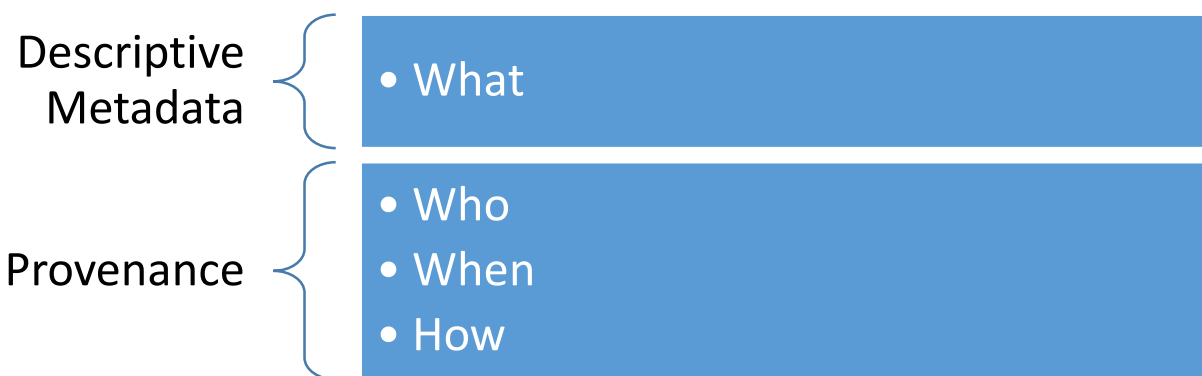 Descriptive
Metadata
• What
Provenance
• Who
• When
• How